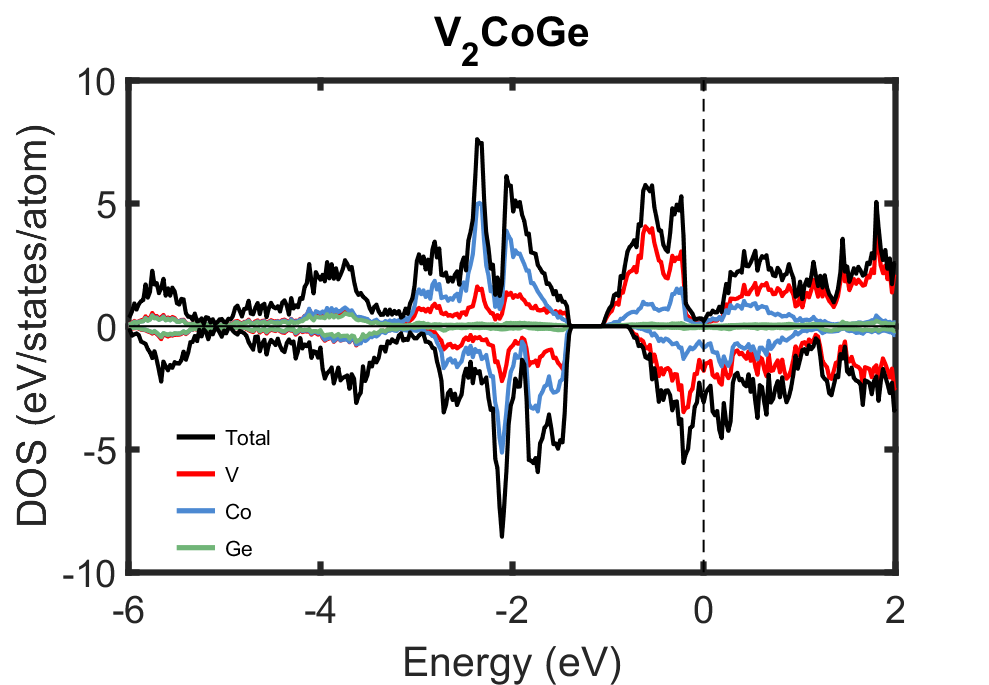 V2CoGe
10
5
0
-5
-10
DOS (eV/states/atom)
Total
V
Co
Ge
-6 -4 -2 0 2
Energy (eV)